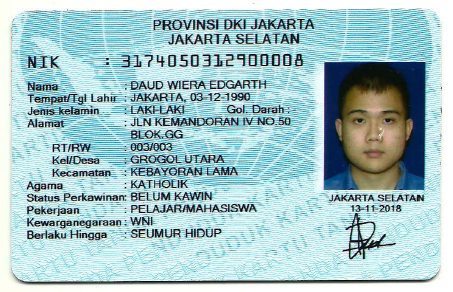 PROVINSI DKI JAKARTA
JAKARTA SELATAN
NIK : 3174050312900008
Nama : DAUD WIERA EDGARTH
Tempat/Tgl Lahir : JAKARTA, 03-12-1990
Jenis kelamin : LAKI-LAKI Gol. Darah :
Alamat : JLN KEMANDORAN IV NO.50
BLOK.GG
RT/RW : 003/003
Kel/Desa : GROGOL UTARA
Kecamatan : KEBAYORAN LAMA
Agama : KATHOLIK
Status Perkawinan: BELUM KAWIN
Pekerjaan : PELAJAR/MAHASISWA
Kewarganegaraan: WNI
Berlaku Hingga : SEUMUR HIDUP
JAKARTA SELATAN
13-11-2018